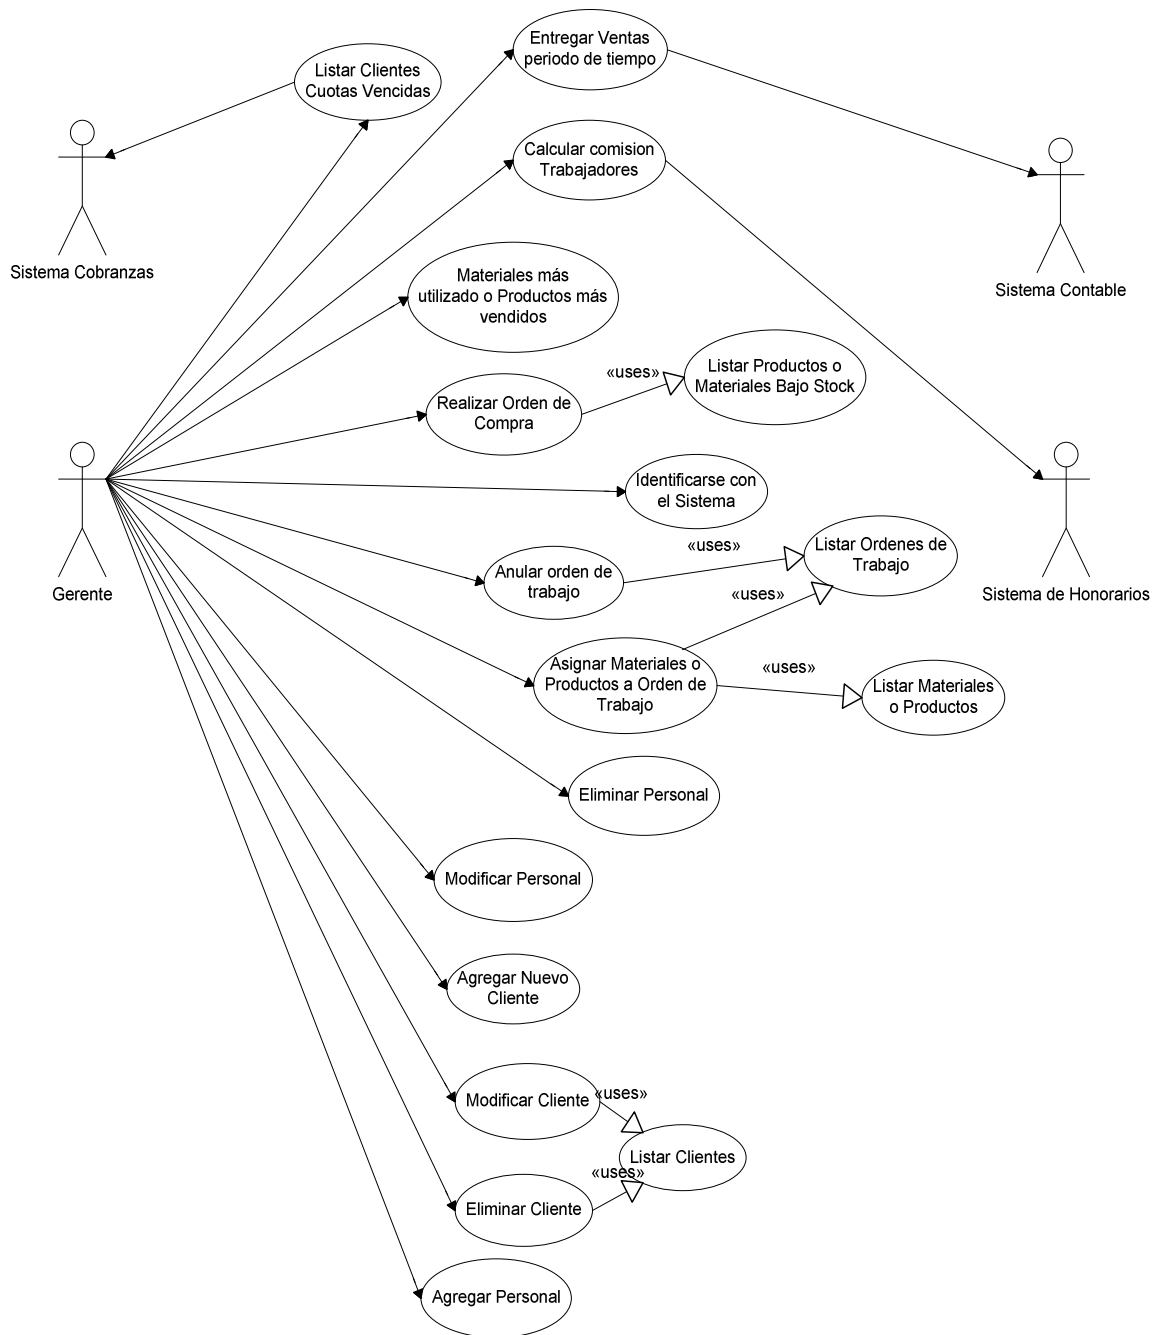 Entregar Ventas
periodo de tiempo
Listar Clientes
Cuotas Vencidas
Calcular comision
Trabajadores
Sistema Cobranzas
Sistema Contable
Materiales más
utilizado o Productos más
vendidos
«uses»
Listar Productos o
Materiales Bajo Stock
Realizar Orden de
Compra
Identificarse con
el Sistema
Gerente
Sistema de Honorarios
«uses»
Listar Ordenes de
Trabajo
Anular orden de
trabajo
«uses»
Asignar Materiales o
Productos a Orden de
Trabajo
«uses»
Listar Materiales
o Productos
Eliminar Personal
Modificar Personal
Agregar Nuevo
Cliente
Modificar Cliente
«uses»
Listar Clientes
«uses»
Eliminar Cliente
Agregar Personal